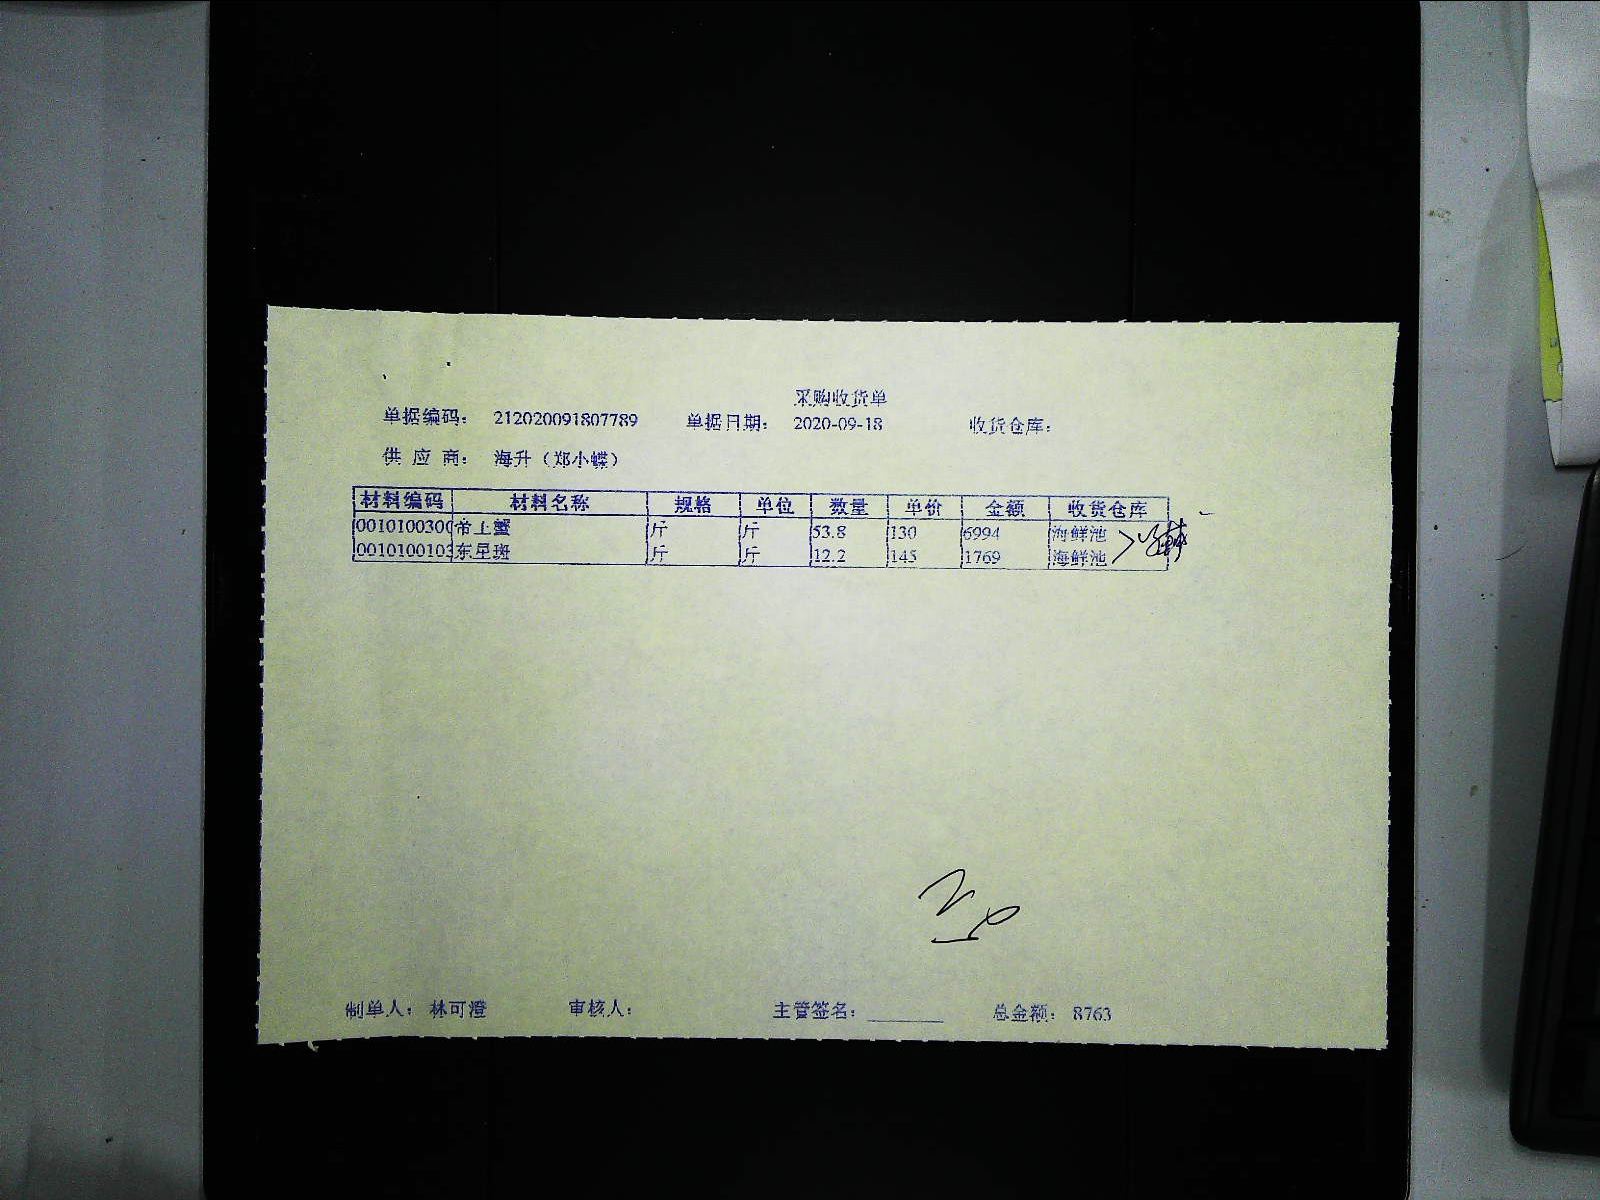 采购收货单
单据编码： 212020091807789 单据日期： 2020-09-18 收货仓库：
供 应 商： 海升（郑小蝶）
材料编码 材料名称 规格 单位 数量 单价 金额 收货仓库
0010100300 帝王蟹 斤 斤 53.8 130 6994 海鲜池
0010100103 东星斑 斤 斤 12.2 145 1769 海鲜池
制单人： 林可澄 审核人： 主管签名： 总金额： 8763